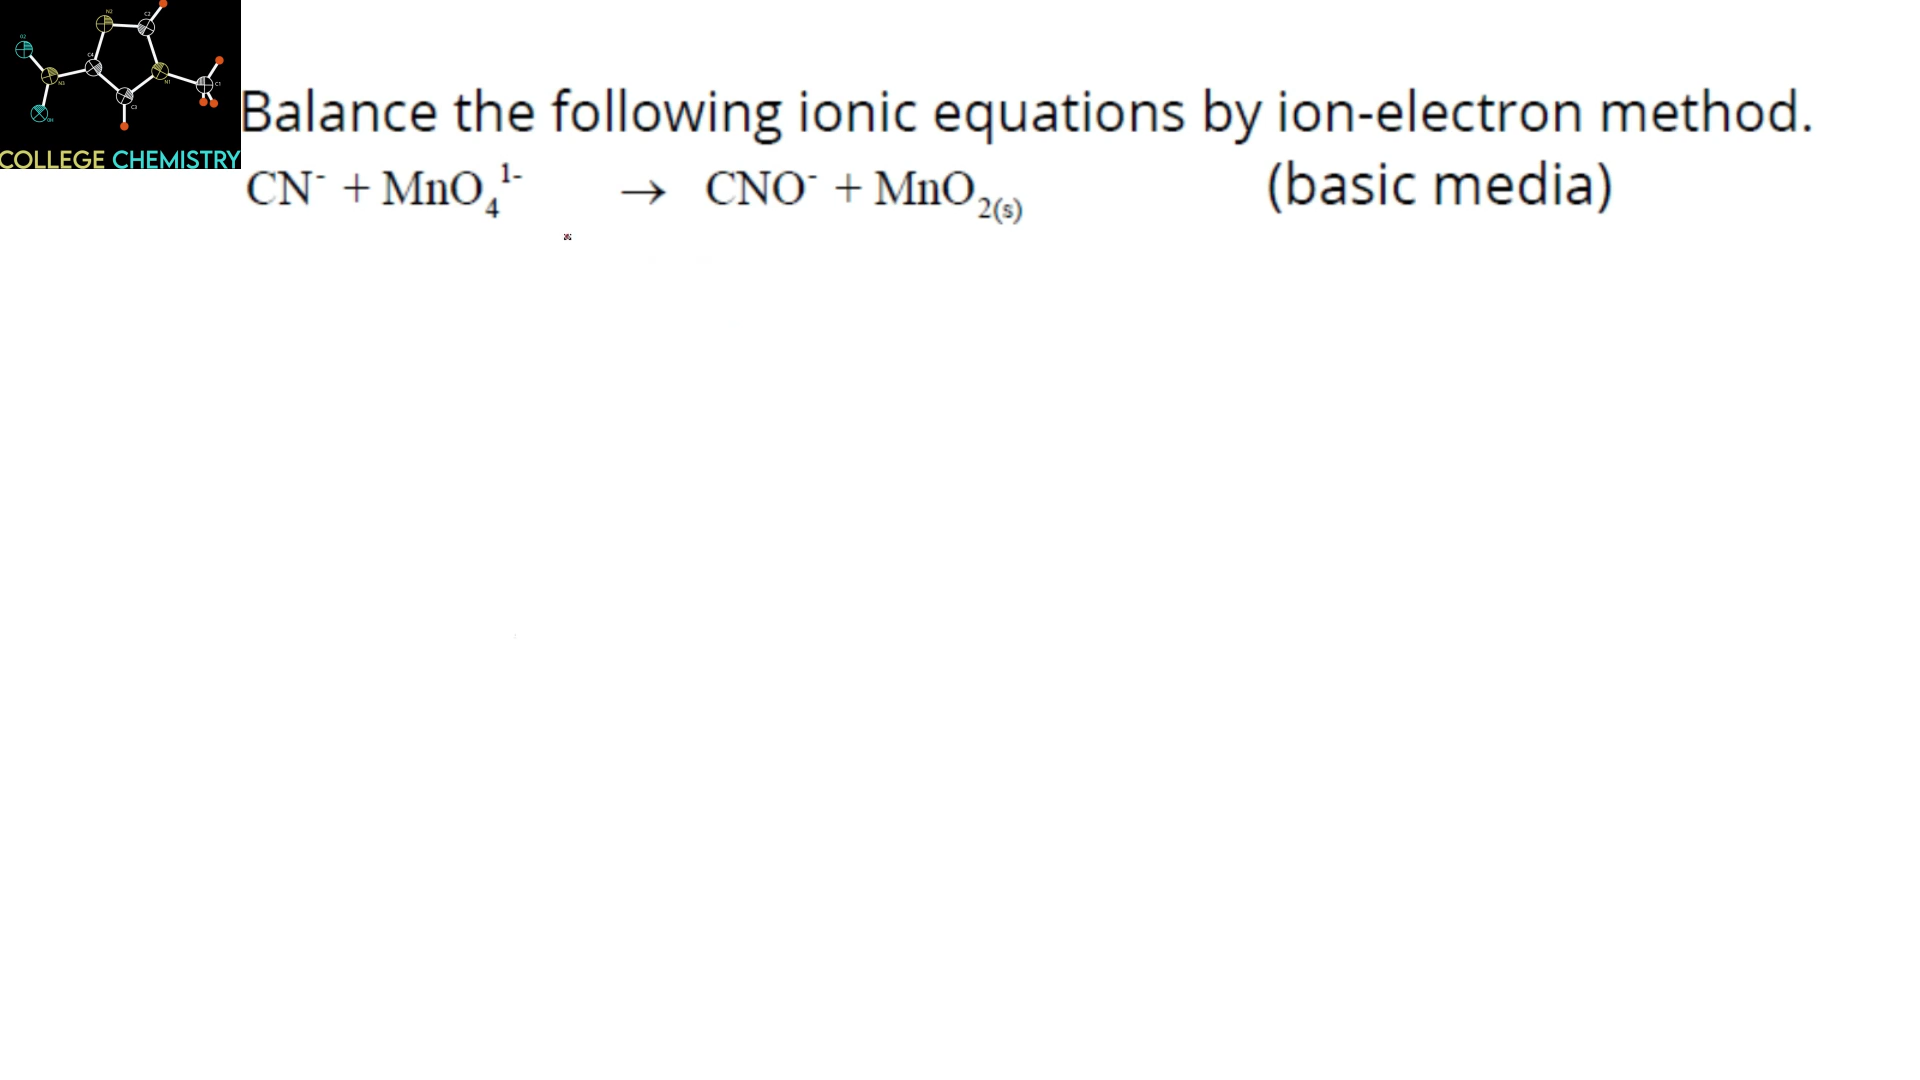 COLLEGE CHEMISTRY
Balance the following ionic equations by ion-electron method.
CN⁻ + MnO₄¹⁻ → CNO⁻ + MnO₂₍ₛ₎ (basic media)